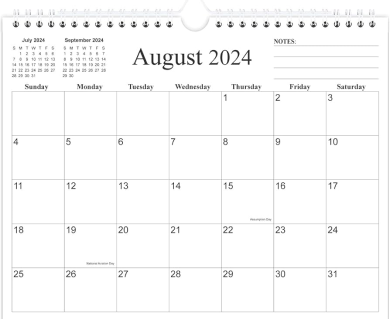 July 2024
S M T W T F S
1 2 3 4 5 6
7 8 9 10 11 12 13
14 15 16 17 18 19 20
21 22 23 24 25 26 27
28 29 30 31
September 2024
S M T W T F S
1 2 3 4 5 6 7
8 9 10 11 12 13 14
15 16 17 18 19 20 21
22 23 24 25 26 27 28
29 30
August 2024
NOTES:
Sunday Monday Tuesday Wednesday Thursday Friday Saturday
1 2 3
4 5 6 7 8 9 10
11 12 13 14 15 16 17
Assumption Day
18 19 20 21 22 23 24
National Aviation Day
25 26 27 28 29 30 31